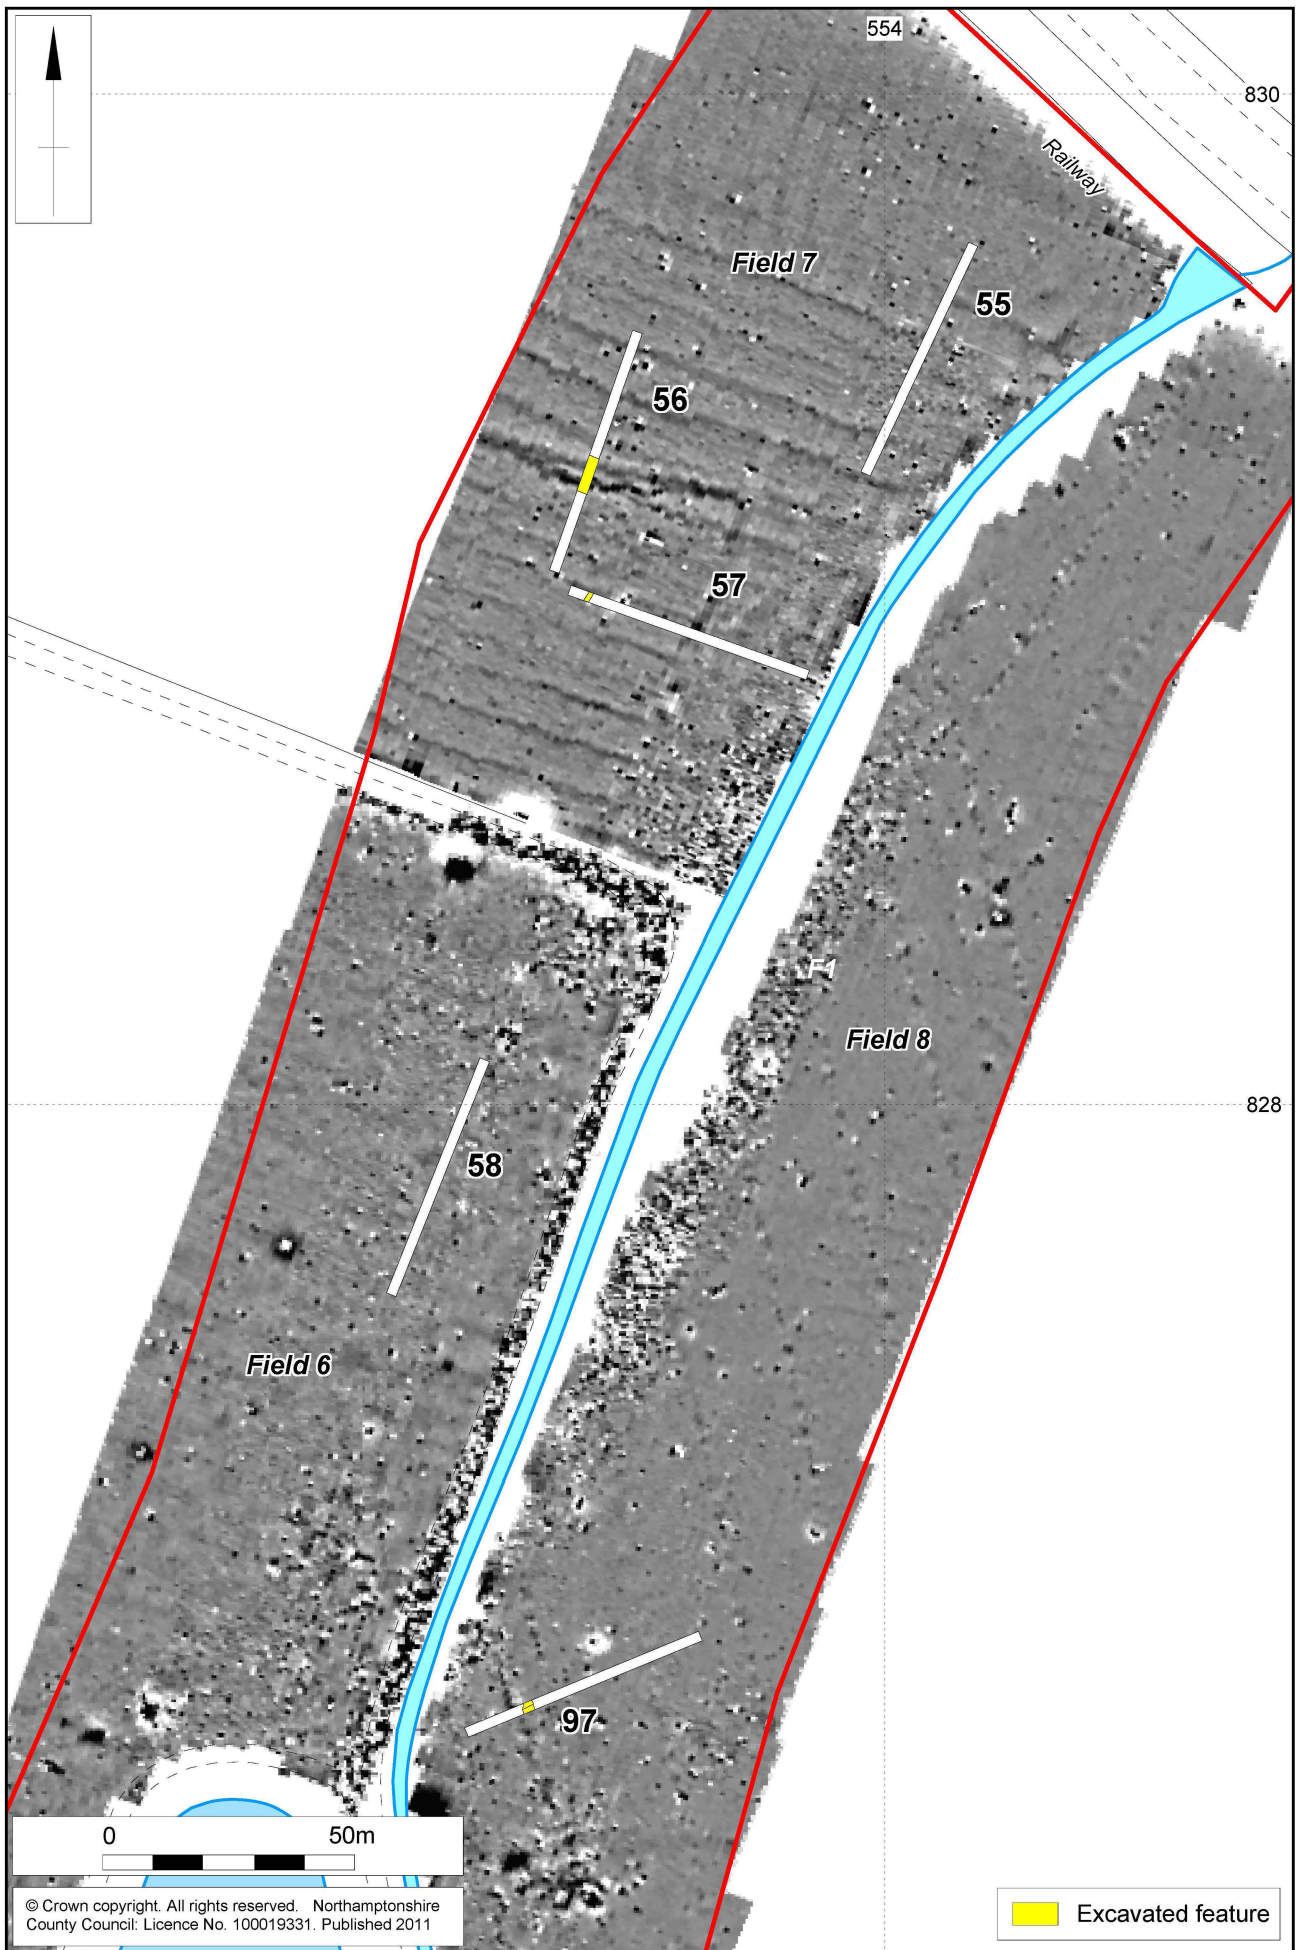 554
830
Railway
Field 7
55
56
57
F1
Field 8
828
58
Field 6
97
0 50m
© Crown copyright. All rights reserved. Northamptonshire
County Council: Licence No. 100019331. Published 2011
Excavated feature